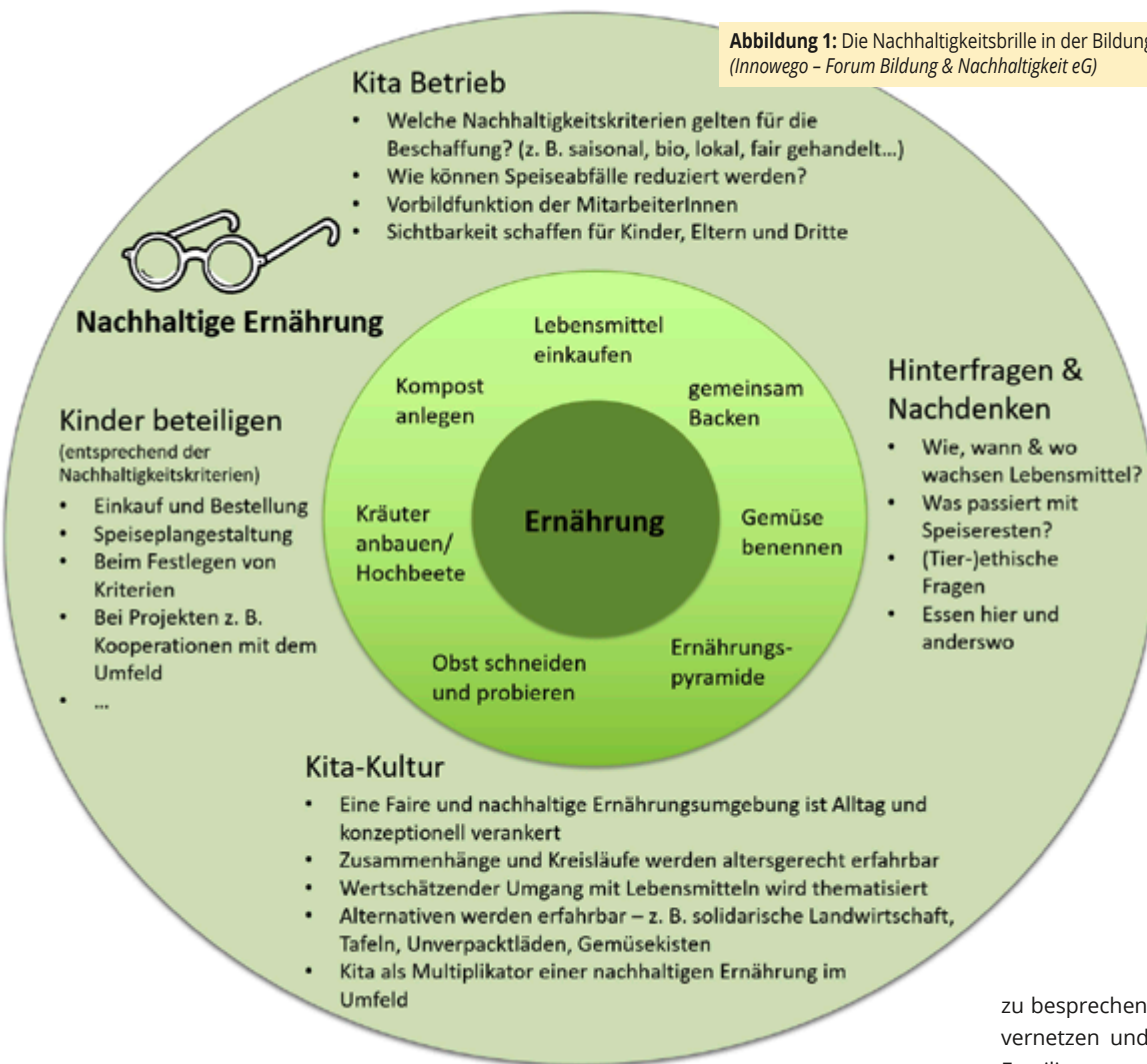 Abbildung 1: Die Nachhaltigkeitsbrille in der Bildung
(Innowego – Forum Bildung & Nachhaltigkeit eG)
Kita Betrieb
• Welche Nachhaltigkeitskriterien gelten für die
Beschaffung? (z. B. saisonal, bio, lokal, fair gehandelt...)
• Wie können Speiseabfälle reduziert werden?
• Vorbildfunktion der MitarbeiterInnen
• Sichtbarkeit schaffen für Kinder, Eltern und Dritte
Nachhaltige Ernährung
Kinder beteiligen
(entsprechend der
Nachhaltigkeitskriterien)
• Einkauf und Bestellung
• Speiseplangestaltung
• Beim Festlegen von
Kriterien
• Bei Projekten z. B.
Kooperationen mit dem
Umfeld
• ...
Lebensmittel
einkaufen
Kompost
anlegen
gemeinsam
Backen
Kräuter
anbauen/
Hochbeete
Ernährung
Gemüse
benennen
Obst schneiden
und probieren
Ernährungs-
pyramide
Hinterfragen &
Nachdenken
• Wie, wann & wo
wachsen Lebensmittel?
• Was passiert mit
Speiseresten?
• (Tier-)ethische
Fragen
• Essen hier und
anderswo
Kita-Kultur
• Eine Faire und nachhaltige Ernährungsumgebung ist Alltag und
konzeptionell verankert
• Zusammenhänge und Kreisläufe werden altersgerecht erfahrbar
• Wertschätzender Umgang mit Lebensmitteln wird thematisiert
• Alternativen werden erfahrbar – z. B. solidarische Landwirtschaft,
Tafeln, Unverpacktläden, Gemüsekisten
• Kita als Multiplikator einer nachhaltigen Ernährung im
Umfeld
zu besprechen
vernetzen und